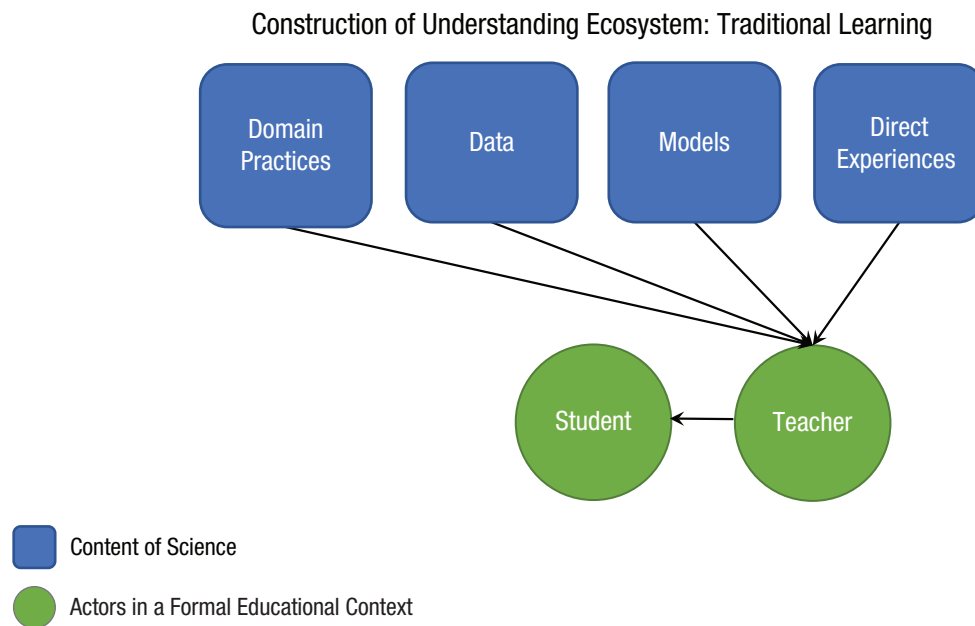 Construction of Understanding Ecosystem: Traditional Learning
Domain
Practices
Data
Models
Direct
Experiences
Student
Teacher
Content of Science
Actors in a Formal Educational Context